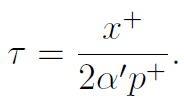 τ = x⁺ / 2α′p⁺.